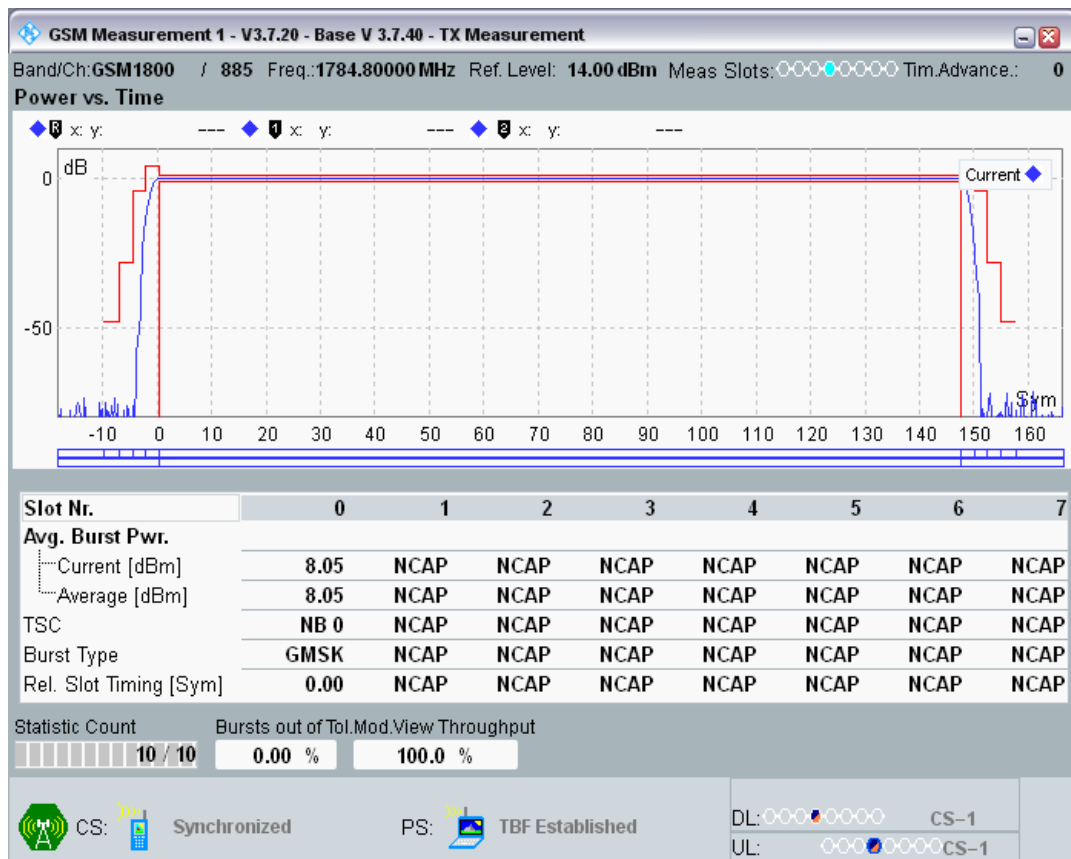 GSM Measurement 1 - V3.7.20 - Base V 3.7.40 - TX Measurement
Band/Ch:GSM1800 / 885 Freq.:1784.80000 MHz Ref. Level: 14.00 dBm Meas Slots: Tim.Advance.: 0
Power vs. Time
R x: y: --- 1 x: y: --- 2 x: y: ---
dB
0
Current
-50
Sym
-10 0 10 20 30 40 50 60 70 80 90 100 110 120 130 140 150 160
Slot Nr. 0 1 2 3 4 5 6 7
Avg. Burst Pwr.
Current [dBm] 8.05 NCAP NCAP NCAP NCAP NCAP NCAP NCAP
Average [dBm] 8.05 NCAP NCAP NCAP NCAP NCAP NCAP NCAP
TSC NB 0 NCAP NCAP NCAP NCAP NCAP NCAP NCAP
Burst Type GMSK NCAP NCAP NCAP NCAP NCAP NCAP NCAP
Rel. Slot Timing [Sym] 0.00 NCAP NCAP NCAP NCAP NCAP NCAP NCAP
Statistic Count Bursts out of Tol.Mod.View Throughput
10 / 10 0.00 % 100.0 %
CS: Synchronized PS: TBF Established
DL: CS-1
UL: CS-1